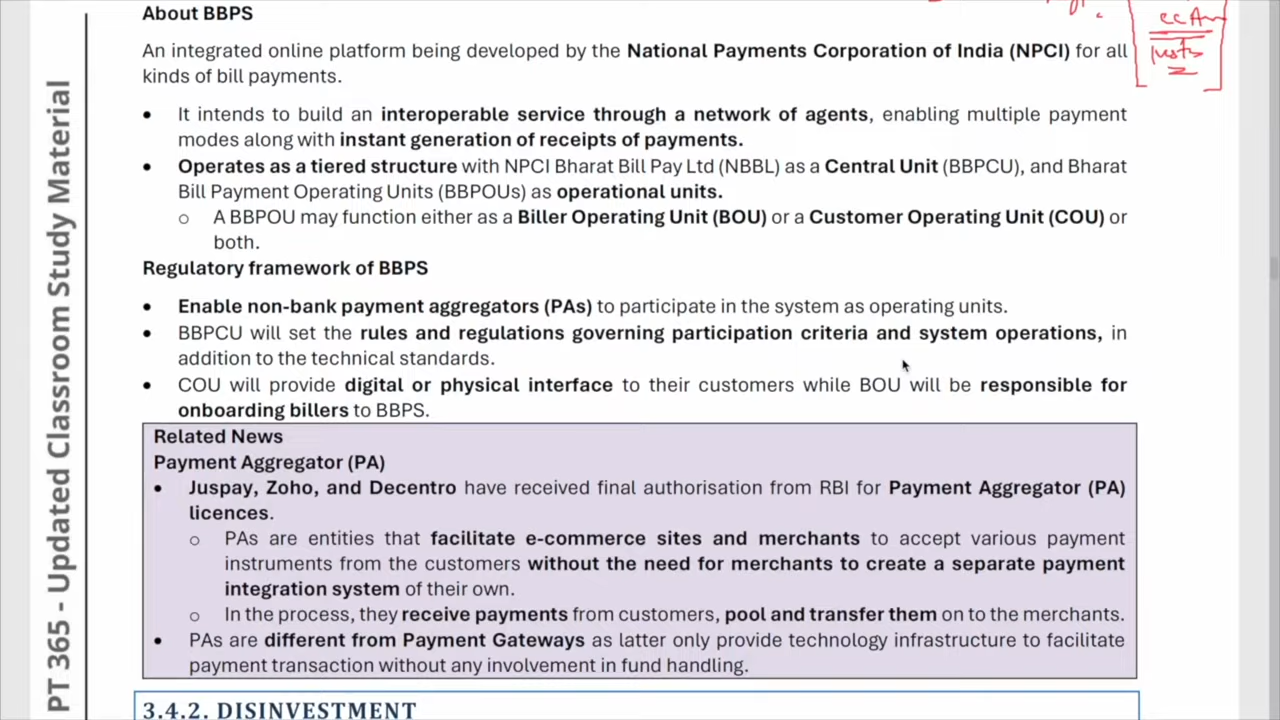 About BBPS
An integrated online platform being developed by the National Payments Corporation of India (NPCI) for all
kinds of bill payments.
• It intends to build an interoperable service through a network of agents, enabling multiple payment
modes along with instant generation of receipts of payments.
• Operates as a tiered structure with NPCI Bharat Bill Pay Ltd (NBBL) as a Central Unit (BBPCU), and Bharat
Bill Payment Operating Units (BBPOUs) as operational units.
o A BBPOU may function either as a Biller Operating Unit (BOU) or a Customer Operating Unit (COU) or
both.
Regulatory framework of BBPS
• Enable non-bank payment aggregators (PAs) to participate in the system as operating units.
• BBPCU will set the rules and regulations governing participation criteria and system operations, in
addition to the technical standards.
• COU will provide digital or physical interface to their customers while BOU will be responsible for
onboarding billers to BBPS.
Related News
Payment Aggregator (PA)
• Juspay, Zoho, and Decentro have received final authorisation from RBI for Payment Aggregator (PA)
licences.
o PAs are entities that facilitate e-commerce sites and merchants to accept various payment
instruments from the customers without the need for merchants to create a separate payment
integration system of their own.
o In the process, they receive payments from customers, pool and transfer them on to the merchants.
• PAs are different from Payment Gateways as latter only provide technology infrastructure to facilitate
payment transaction without any involvement in fund handling.
3.4.2. DISINVESTMENT
PT 365 - Updated Classroom Study Material